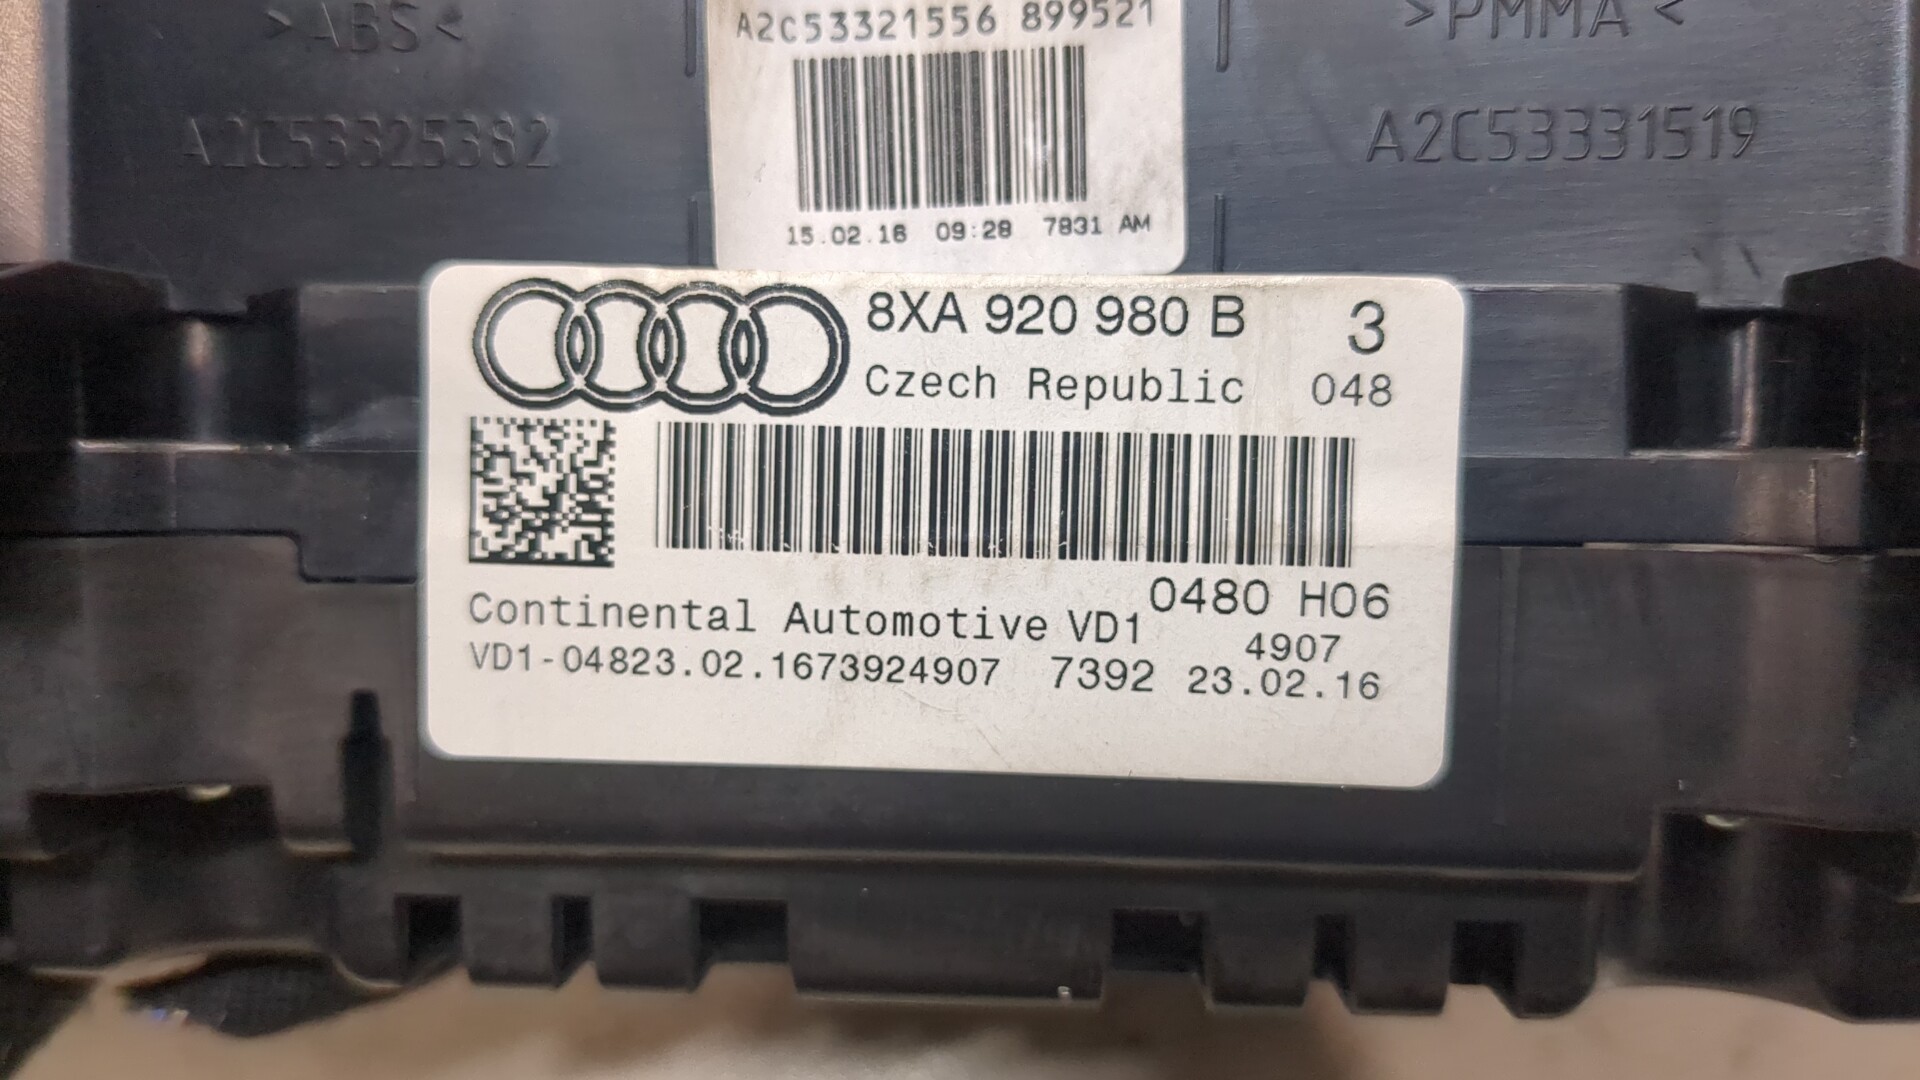 >ABS<
A2C53321556 899521
>PMMA<
A2C53325382
A2C53331519
15.02.16 09:28 7831 AM
8XA 920 980 B 3
Czech Republic 048
0480 H06
Continental Automotive VD1
4907
VD1-04823.02.1673924907 7392 23.02.16